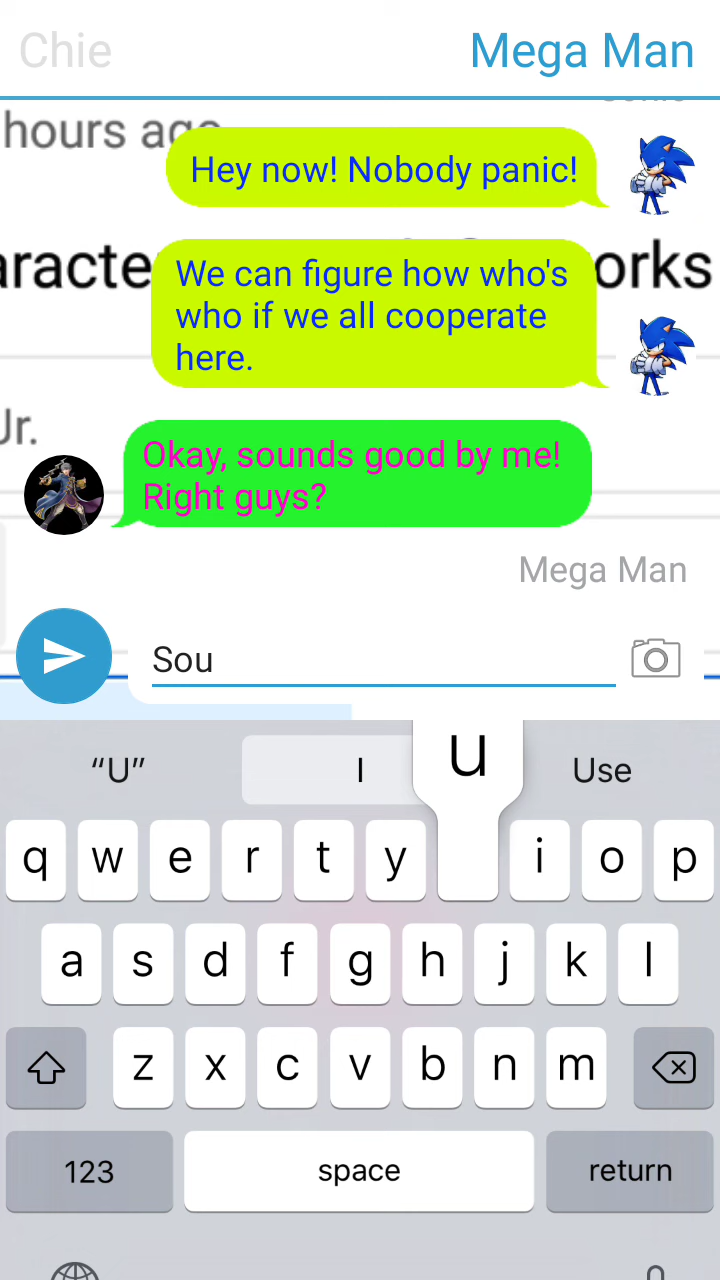 Chie
Mega Man
hours ago
Hey now! Nobody panic!
We can figure how who's
who if we all cooperate
here.
orks
Jr.
Okay, sounds good by me!
Right guys?
Mega Man
Sou
“U”
I
Use
u
q w e r t y i o p
a s d f g h j k l
z x c v b n m
123
space
return